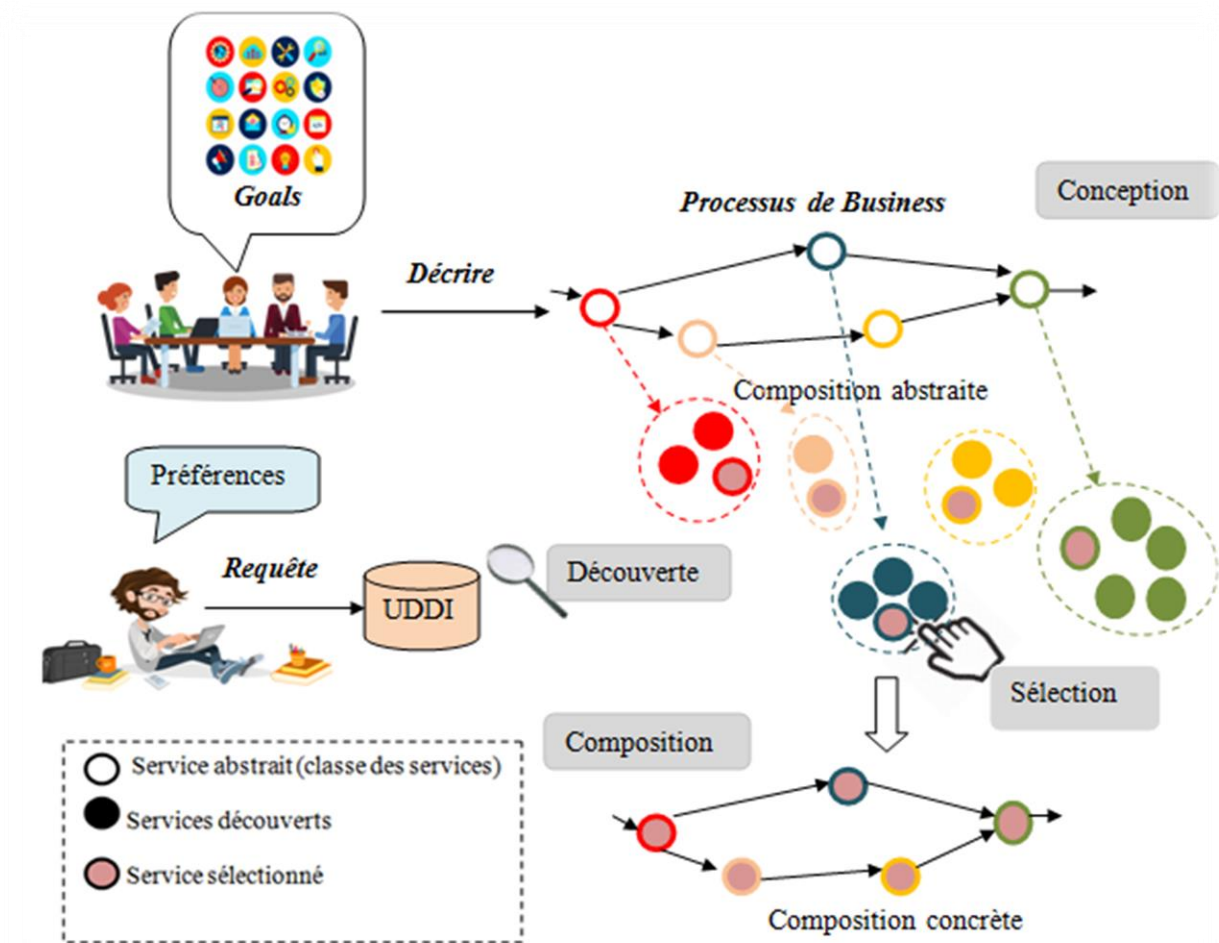 Goals
Conception
Processus de Business
Décrire
Composition abstraite
Préférences
Requête
UDDI
Découverte
Sélection
Composition
Service abstrait (classe des services)
Services découverts
Service sélectionné
Composition concrète